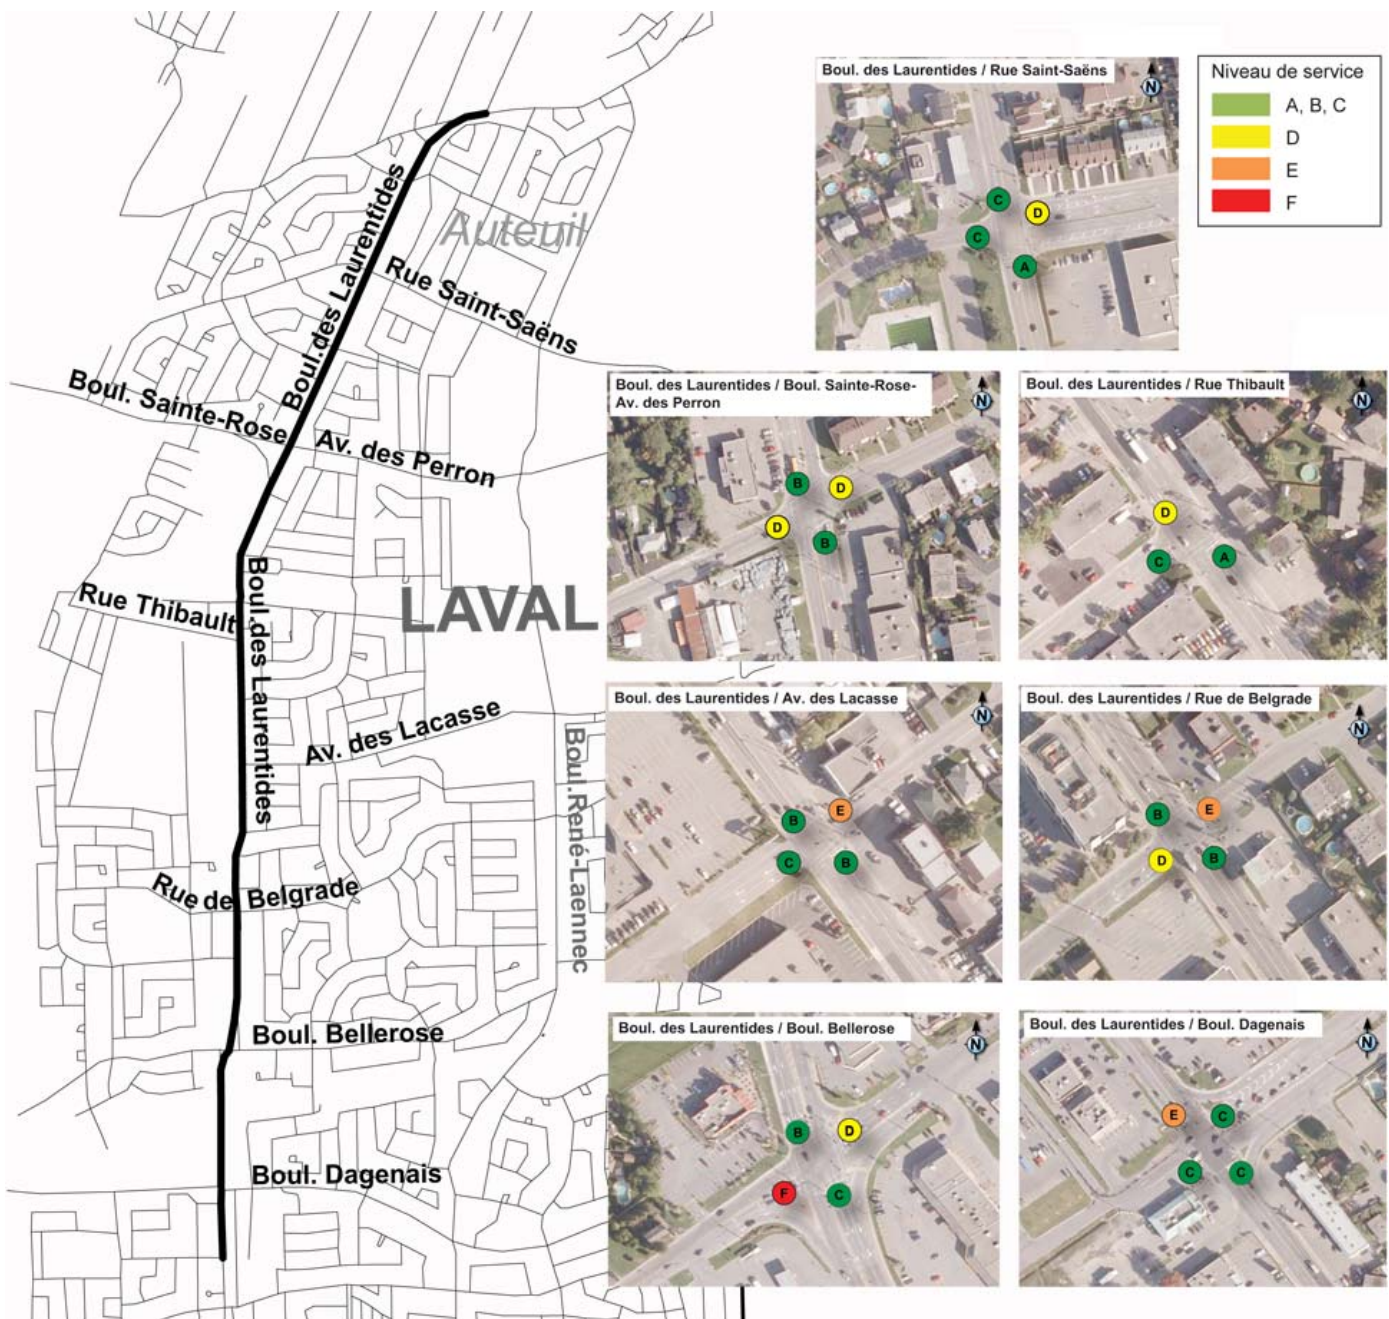 Boul. des Laurentides
Auteuil
Rue Saint-Saëns
Boul. Sainte-Rose
Av. des Perron
Boul.des Laurentides
Rue Thibault
LAVAL
Av. des Lacasse
Boul.René-Laennec
Rue de Belgrade
Boul. Bellerose
Boul. Dagenais
Boul. des Laurentides / Rue Saint-Saëns
N
C
D
C
A
Niveau de service
A, B, C
D
E
F
Boul. des Laurentides / Boul. Sainte-Rose-
Av. des Perron
N
B
D
D
B
Boul. des Laurentides / Rue Thibault
N
D
C
A
Boul. des Laurentides / Av. des Lacasse
N
B
E
C
B
Boul. des Laurentides / Rue de Belgrade
N
B
E
D
B
Boul. des Laurentides / Boul. Bellerose
N
B
D
F
C
Boul. des Laurentides / Boul. Dagenais
N
E
C
C
C